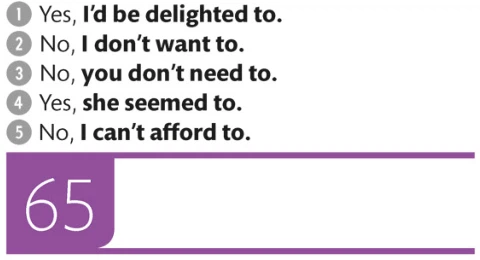 1 Yes, I'd be delighted to.
2 No, I don't want to.
3 No, you don't need to.
4 Yes, she seemed to.
5 No, I can't afford to.
65